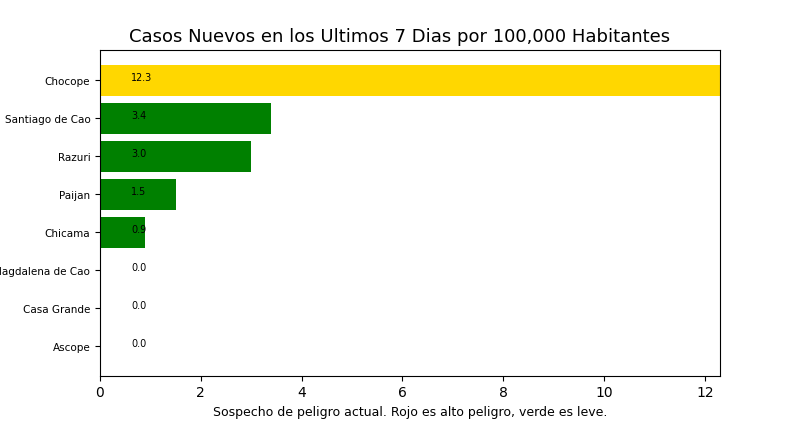 Casos Nuevos en los Ultimos 7 Dias por 100,000 Habitantes
Chocope 12.3
Santiago de Cao 3.4
Razuri 3.0
Paijan 1.5
Chicama 0.9
agdalena de Cao 0.0
Casa Grande 0.0
Ascope 0.0
0 2 4 6 8 10 12
Sospecho de peligro actual. Rojo es alto peligro, verde es leve.